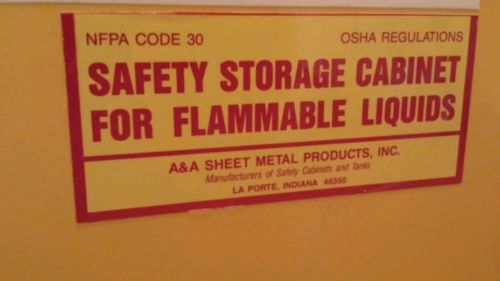 NFPA CODE 30 OSHA REGULATIONS
SAFETY STORAGE CABINET
FOR FLAMMABLE LIQUIDS
A&A SHEET METAL PRODUCTS, INC.
Manufacturers of Safety Cabinets and Tanks
LA PORTE, INDIANA 46350